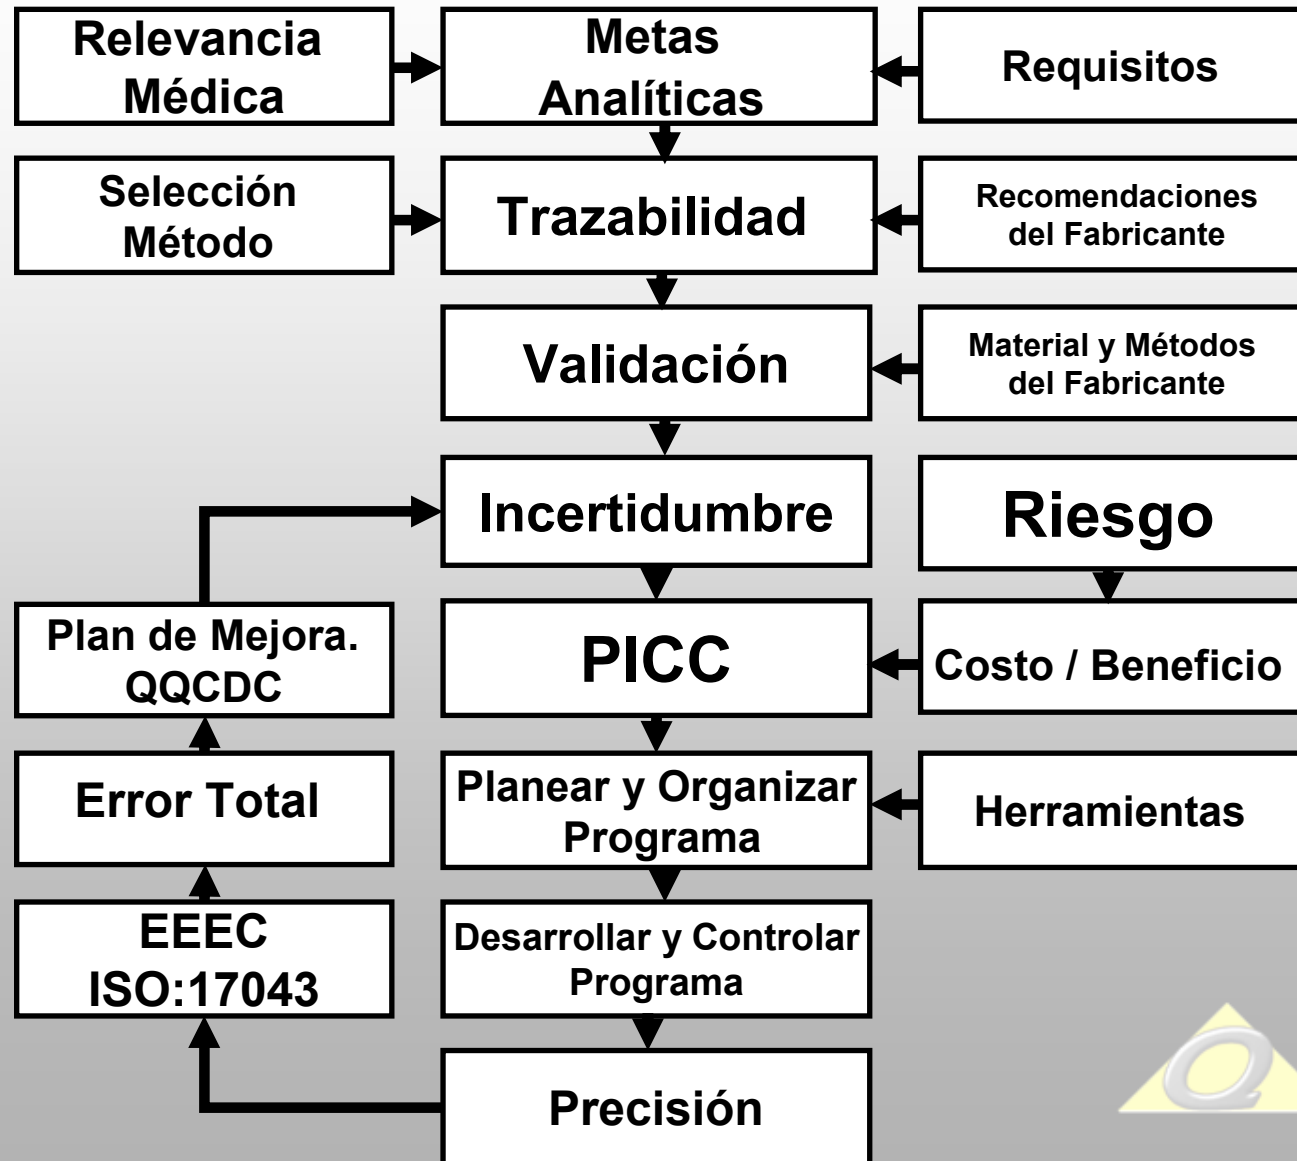 Relevancia
Médica
Metas
Analíticas
Requisitos
Selección
Método
Trazabilidad
Recomendaciones
del Fabricante
Validación
Material y Métodos
del Fabricante
Incertidumbre
Riesgo
Plan de Mejora.
QQCDC
PICC
Costo / Beneficio
Error Total
Planear y Organizar
Programa
Herramientas
EEEC
ISO:17043
Desarrollar y Controlar
Programa
Precisión
Q